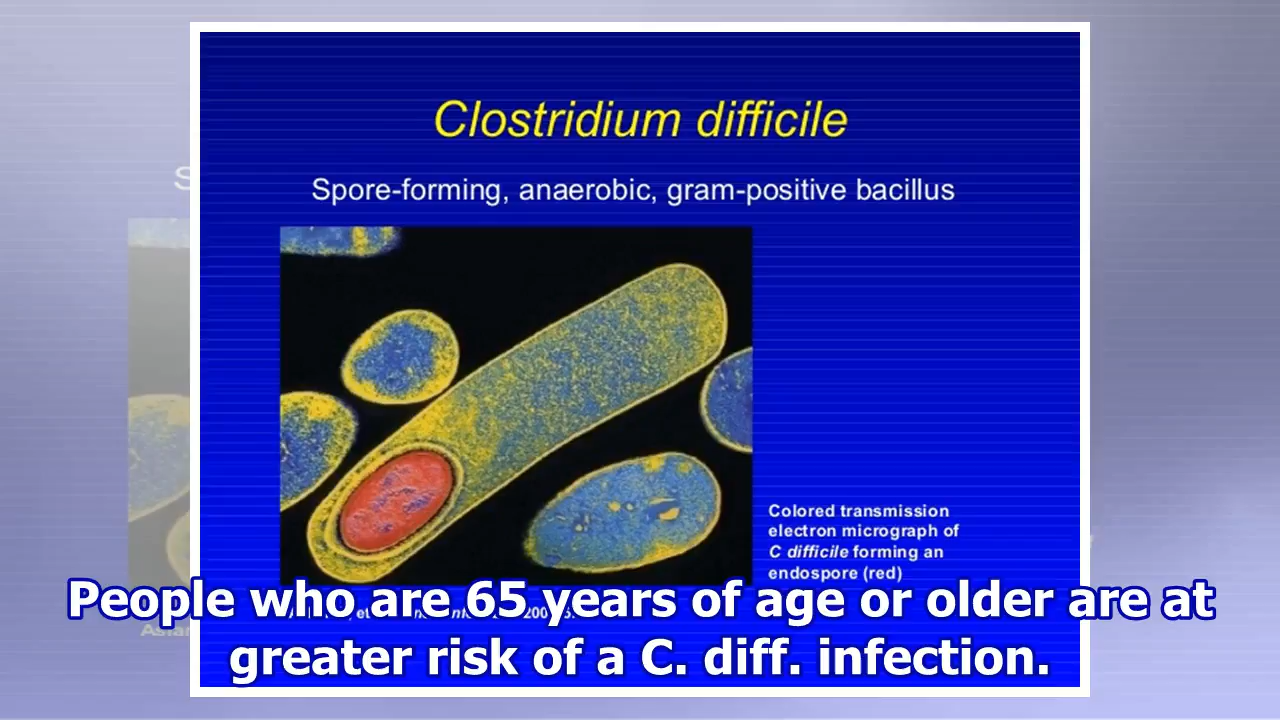 Clostridium difficile
Spore-forming, anaerobic, gram-positive bacillus
Colored transmission
electron micrograph of
C difficile forming an
endospore (red)
People who are 65 years of age or older are at
greater risk of a C. diff. infection.